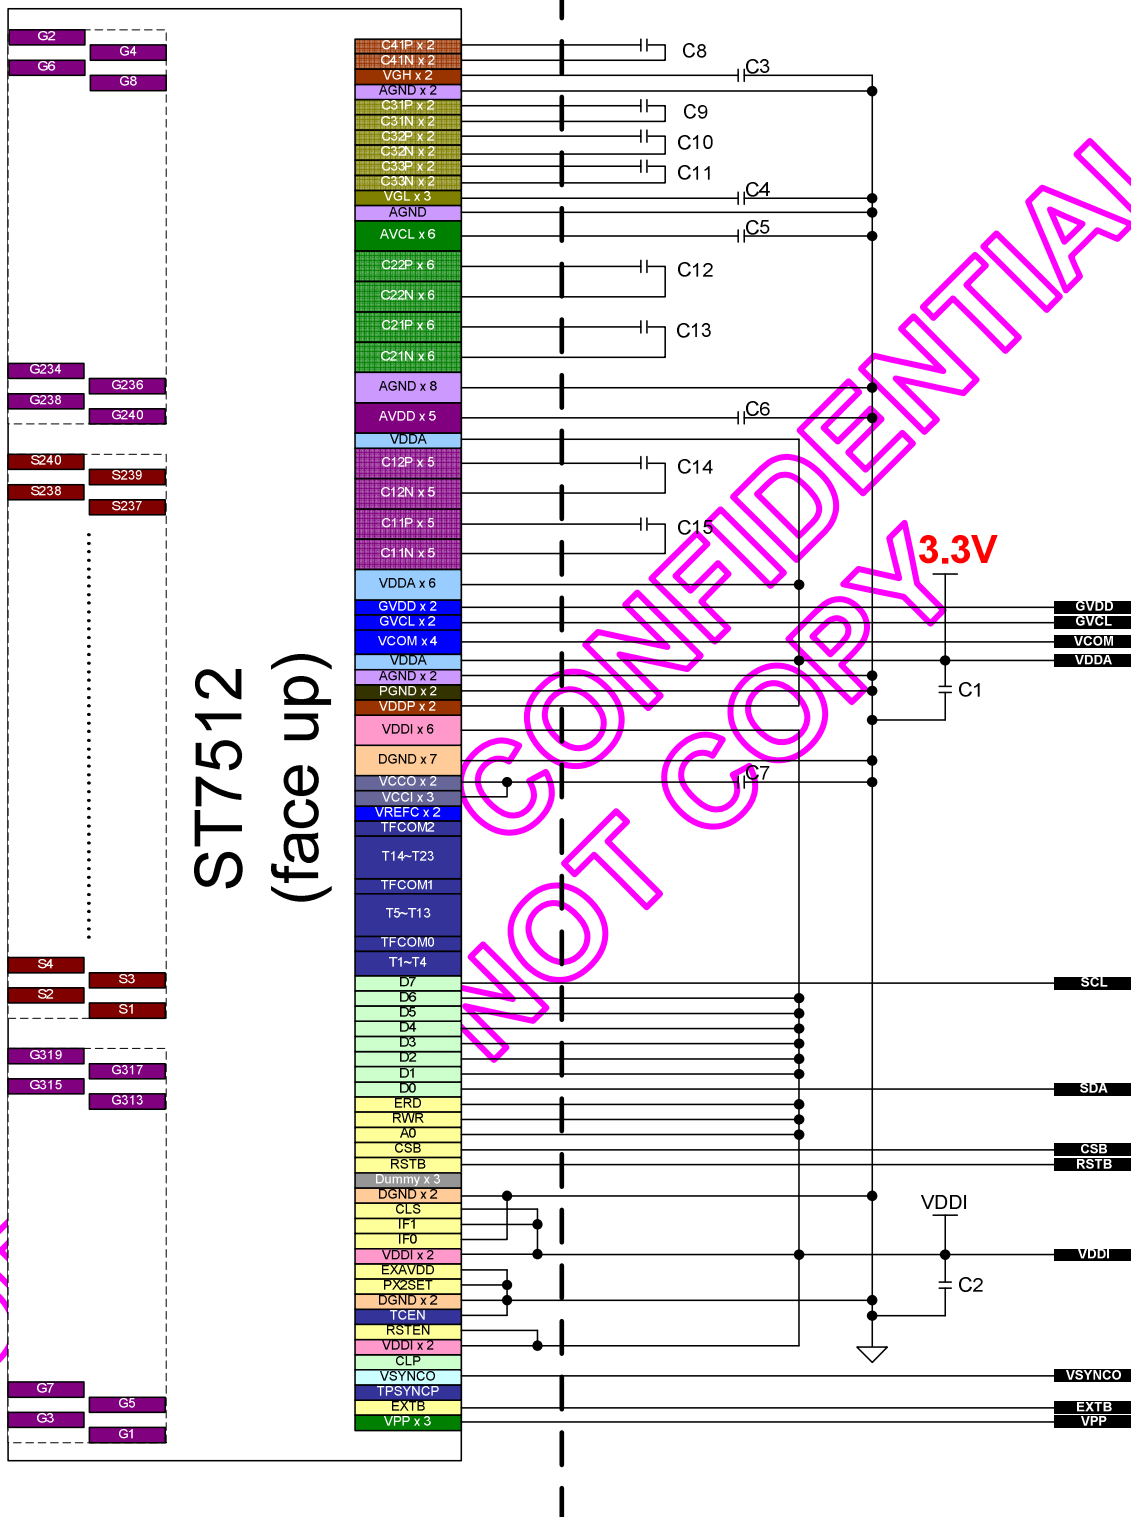 G2
G4
G6
G8
G234
G236
G238
G240
S240
S239
S238
S237
S4
S3
S2
S1
G319
G317
G315
G313
G7
G5
G3
G1
ST7512
(face up)
C41P x 2
C41N x 2
VGH x 2
AGND x 2
C31P x 2
C31N x 2
C32P x 2
C32N x 2
C33P x 2
C33N x 2
VGL x 3
AGND
AVCL x 6
C22P x 6
C22N x 6
C21P x 6
C21N x 6
AGND x 8
AVDD x 5
VDDA
C12P x 5
C12N x 5
C11P x 5
C11N x 5
VDDA x 6
GVDD x 2
GVCL x 2
VCOM x 4
VDDA
AGND x 2
PGND x 2
VDDP x 2
VDDI x 6
DGND x 7
VCCO x 2
VCCI x 3
VREFC x 2
TFCOM2
T14~T23
TFCOM1
T5~T13
TFCOM0
T1~T4
D7
D6
D5
D4
D3
D2
D1
D0
ERD
RWR
A0
CSB
RSTB
Dummy x 3
DGND x 2
CLS
IF1
IF0
VDDI x 2
EXAVDD
PX2SET
DGND x 2
TCEN
RSTEN
VDDI x 2
CLP
VSYNCO
TPSYNCP
EXTB
VPP x 3
C8
C3
C9
C10
C11
C4
C5
C12
C13
C6
C14
C15
3.3V
C1
C7
VDDI
C2
GVDD
GVCL
VCOM
VDDA
SCL
SDA
CSB
RSTB
VDDI
VSYNCO
EXTB
VPP
CONFIDENTIAL
NOT COPY